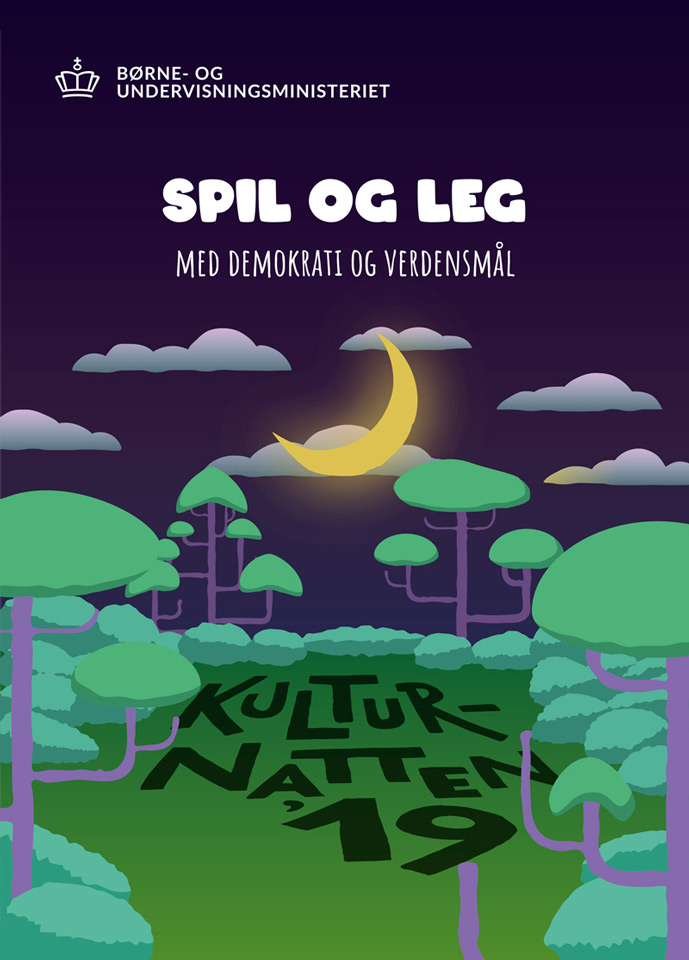 BØRNE- OG
UNDERVISNINGSMINISTERIET
SPIL OG LEG
MED DEMOKRATI OG VERDENSMÅL
KULTUR-
NATTEN
'19